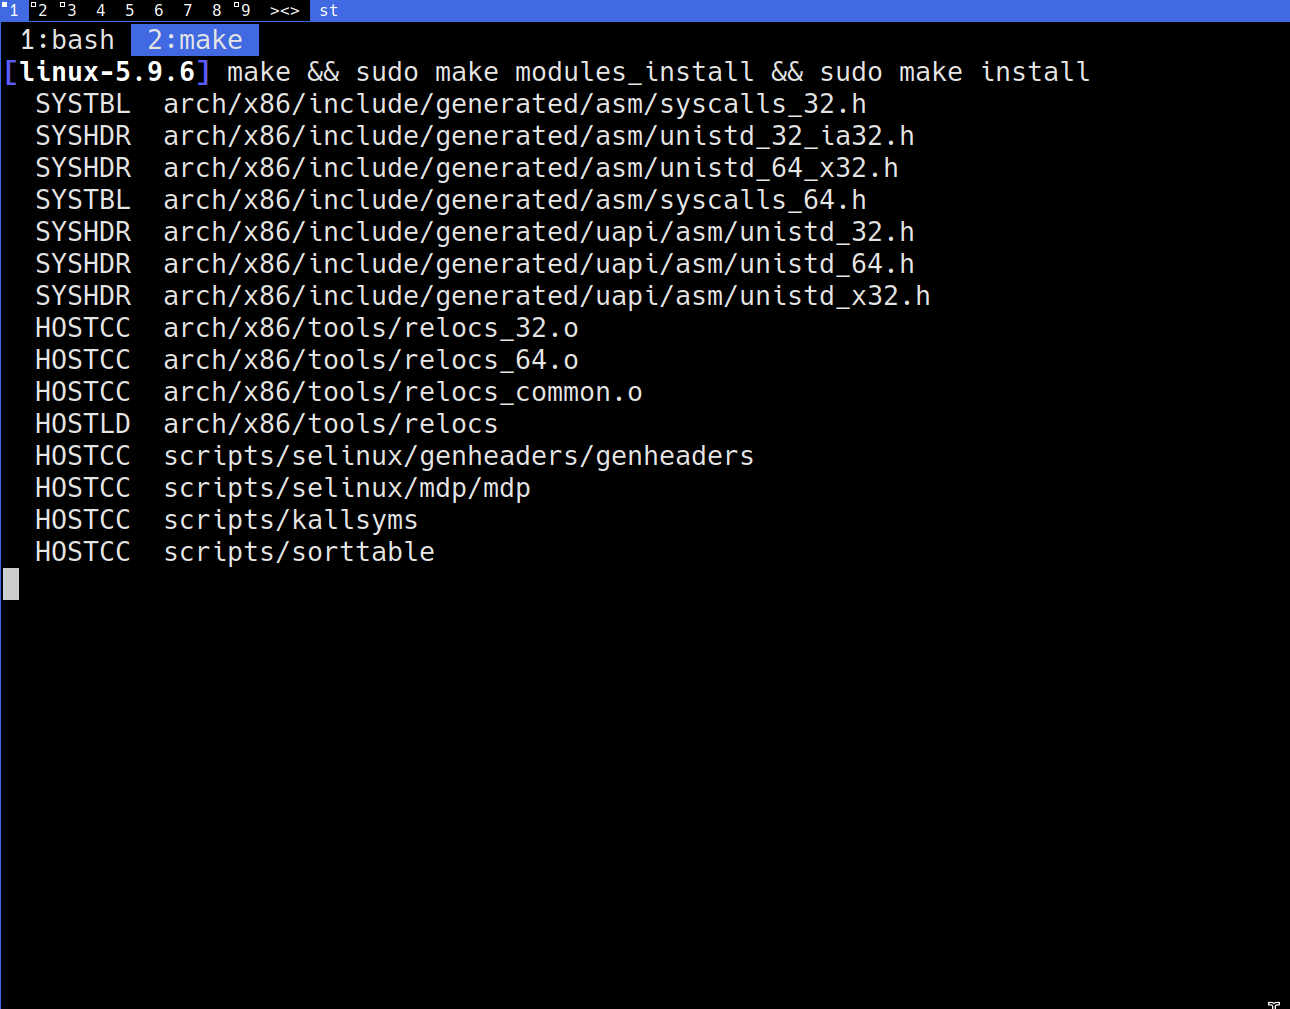 1 2 3 4 5 6 7 8 9 ><> st
1:bash 2:make
[linux-5.9.6] make && sudo make modules_install && sudo make install
SYSTBL arch/x86/include/generated/asm/syscalls_32.h
SYSHDR arch/x86/include/generated/asm/unistd_32_ia32.h
SYSHDR arch/x86/include/generated/asm/unistd_64_x32.h
SYSTBL arch/x86/include/generated/asm/syscalls_64.h
SYSHDR arch/x86/include/generated/uapi/asm/unistd_32.h
SYSHDR arch/x86/include/generated/uapi/asm/unistd_64.h
SYSHDR arch/x86/include/generated/uapi/asm/unistd_x32.h
HOSTCC arch/x86/tools/relocs_32.o
HOSTCC arch/x86/tools/relocs_64.o
HOSTCC arch/x86/tools/relocs_common.o
HOSTLD arch/x86/tools/relocs
HOSTCC scripts/selinux/genheaders/genheaders
HOSTCC scripts/selinux/mdp/mdp
HOSTCC scripts/kallsyms
HOSTCC scripts/sorttable